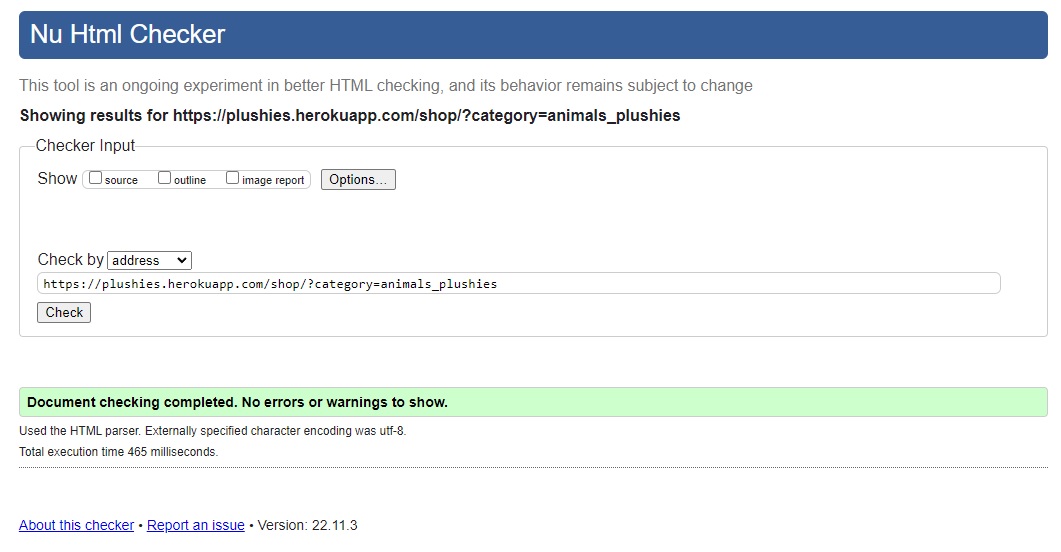 Nu Html Checker
This tool is an ongoing experiment in better HTML checking, and its behavior remains subject to change
Showing results for https://plushies.herokuapp.com/shop/?category=animals_plushies
Checker Input
Show source outline image report Options...
Check by address
https://plushies.herokuapp.com/shop/?category=animals_plushies
Check
Document checking completed. No errors or warnings to show.
Used the HTML parser. Externally specified character encoding was utf-8.
Total execution time 465 milliseconds.
About this checker • Report an issue • Version: 22.11.3